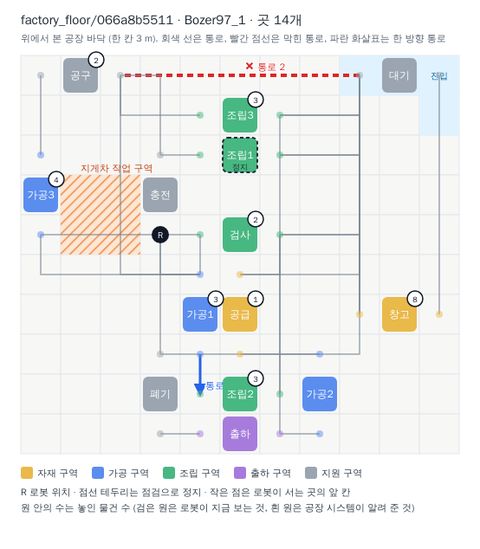 factory_floor/066a8b5511 · Bozer97_1 · 곳 14개
위에서 본 공장 바닥 (한 칸 3 m). 회색 선은 통로, 빨간 점선은 막힌 통로, 파란 화살표는 한 방향 통로
공구 2
✕ 통로 2
대기
진입
조립3 3
조립1
정지
지게차 작업 구역
가공3 4
충전
R
검사 2
가공1 3
공급 1
창고 8
통로
폐기
조립2 3
가공2
출하
자재 구역
가공 구역
조립 구역
출하 구역
지원 구역
R 로봇 위치 · 점선 테두리는 점검으로 정지 · 작은 점은 로봇이 서는 곳의 앞 칸
원 안의 수는 놓인 물건 수 (검은 원은 로봇이 지금 보는 것, 흰 원은 공장 시스템이 알려 준 것)